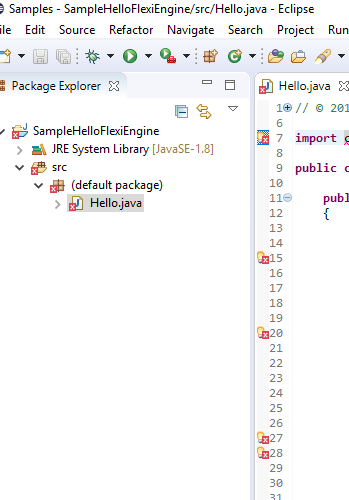 Samples - SampleHelloFlexiEngine/src/Hello.java - Eclipse
File Edit Source Refactor Navigate Search Project Run
Package Explorer
SampleHelloFlexiEngine
JRE System Library [JavaSE-1.8]
src
(default package)
Hello.java
Hello.java
1 // © 201
6
7 import
8
9 public c
10
11 publ
12 {
13
14
15
16
17
18
19
20
21
22
23
24
25
26
27
28
29
30
31